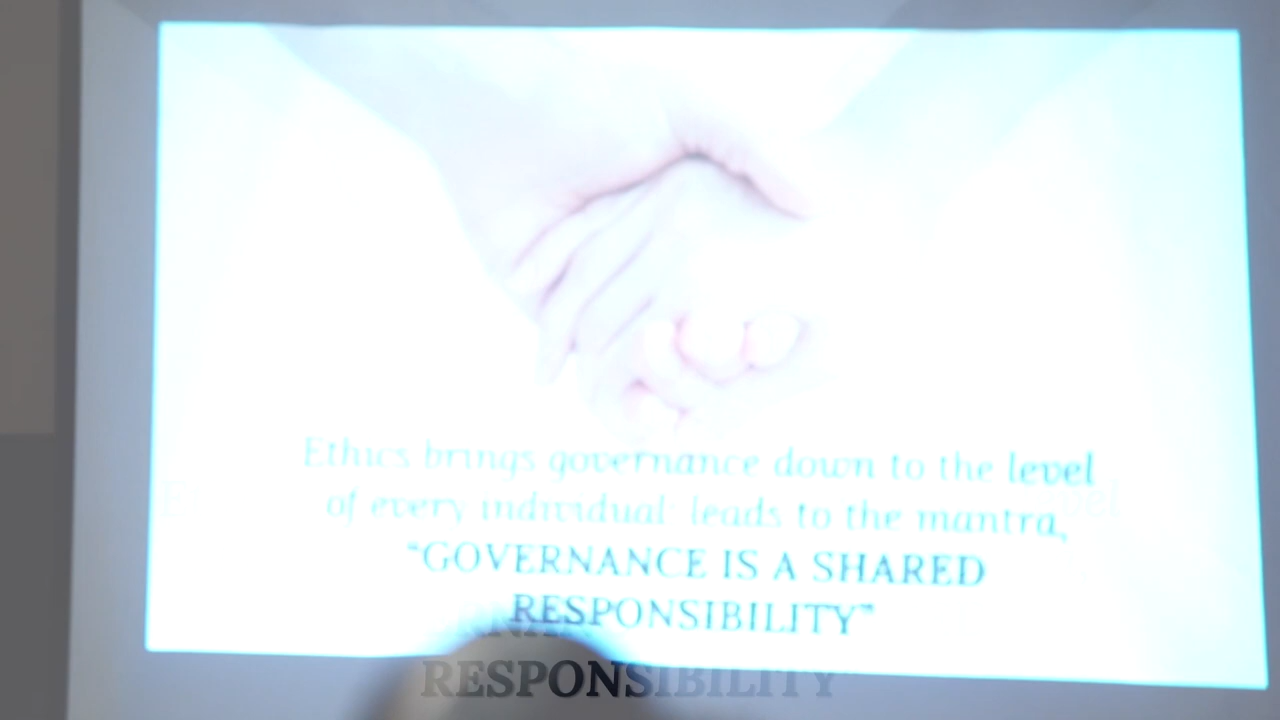 Ethics brings governance down to the level
of every individual: leads to the mantra,
"GOVERNANCE IS A SHARED
RESPONSIBILITY"
RESPONSIBILITY"